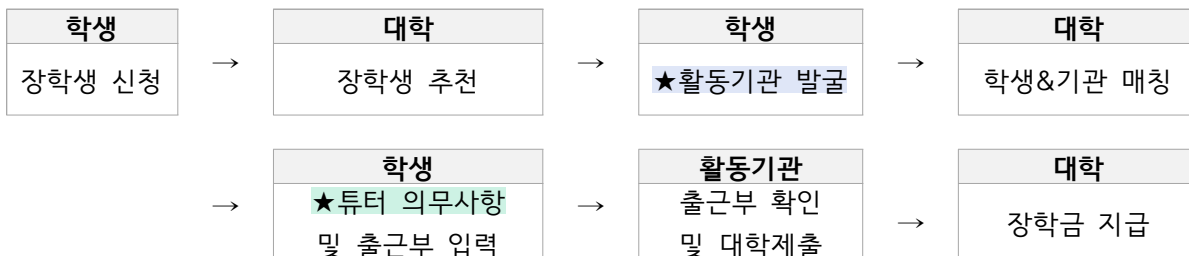 학생
장학생 신청
→
대학
장학생 추천
→
학생
★활동기관 발굴
→
대학
학생&기관 매칭
→
학생
★튜터 의무사항
및 출근부 입력
→
활동기관
출근부 확인
및 대학제출
→
대학
장학금 지급